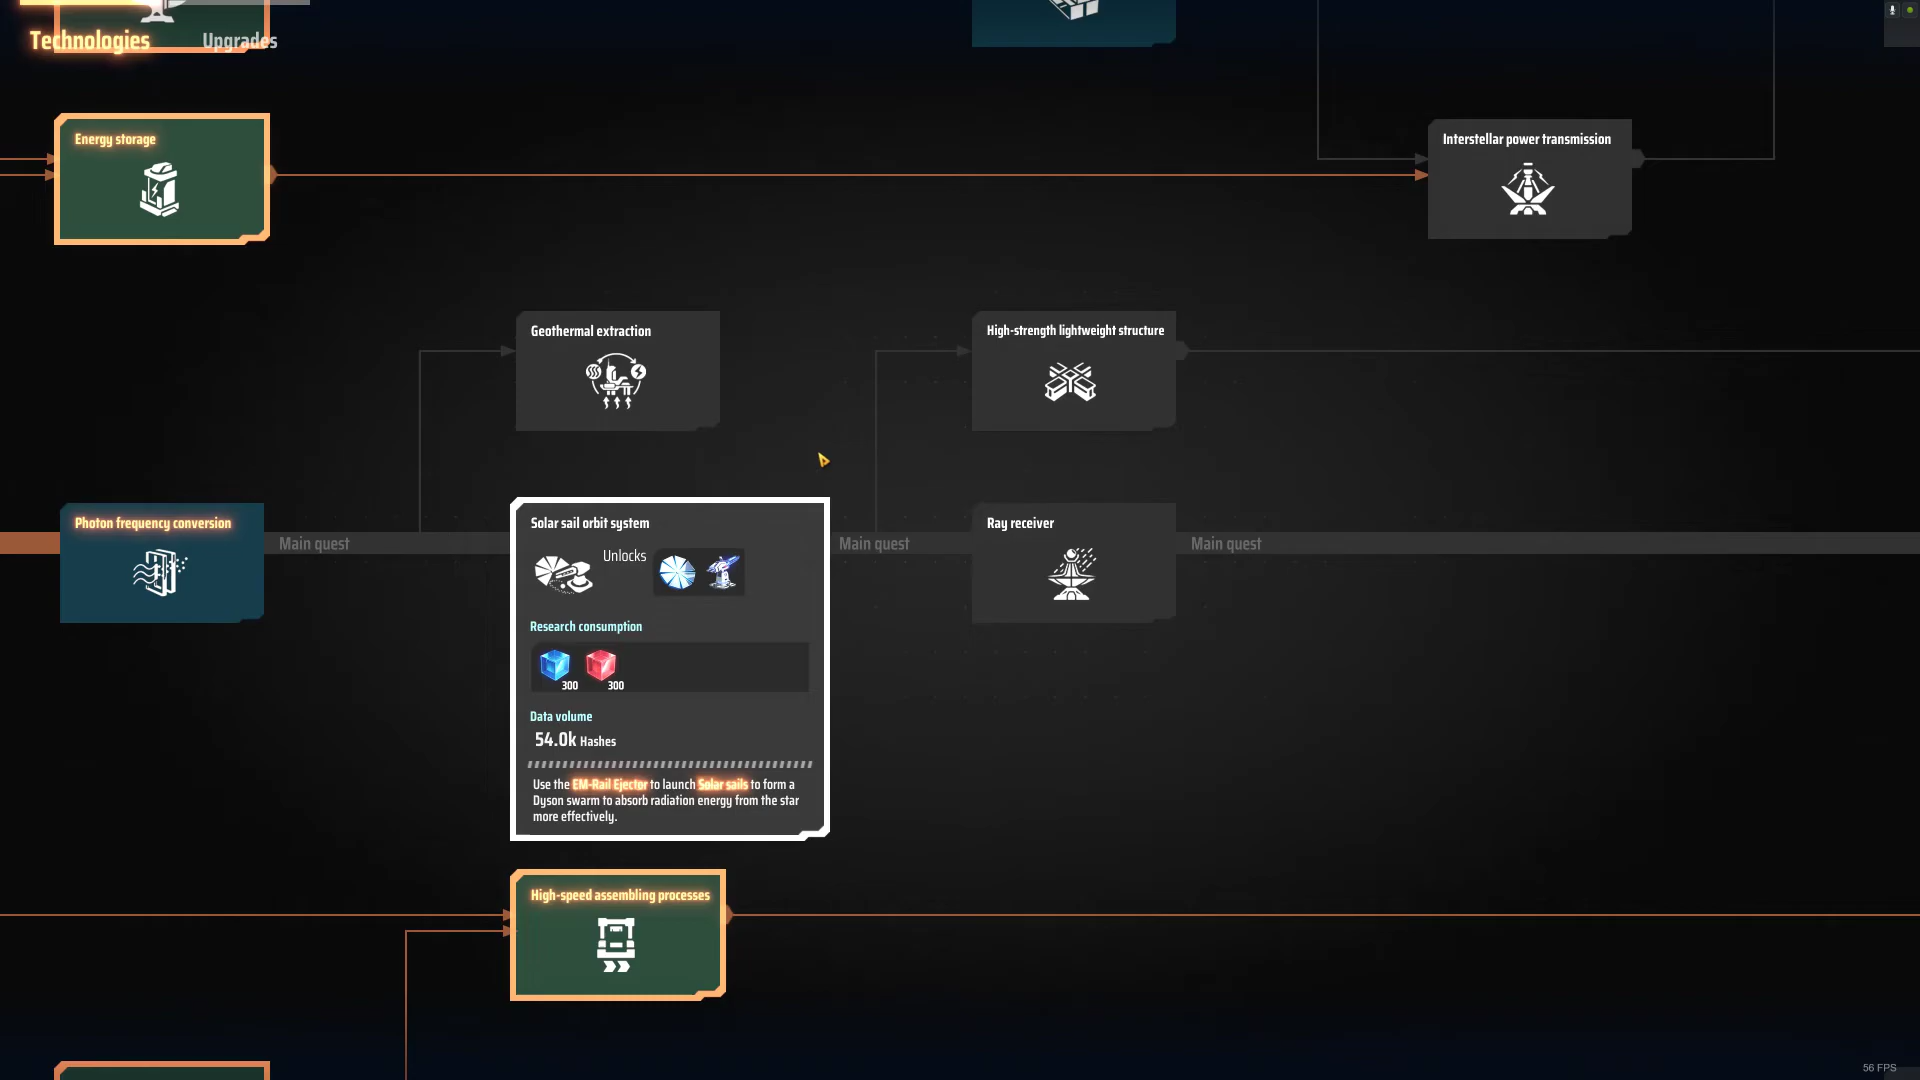 Technologies
Upgrades
Energy storage
Interstellar power transmission
Geothermal extraction
High-strength lightweight structure
Photon frequency conversion
Main quest
Solar sail orbit system
Unlocks
Research consumption
300
300
Data volume
54.0k Hashes
Use the EM-Rail Ejector to launch Solar sails to form a
Dyson swarm to absorb radiation energy from the star
more effectively.
Main quest
Ray receiver
Main quest
High-speed assembling processes
56 FPS